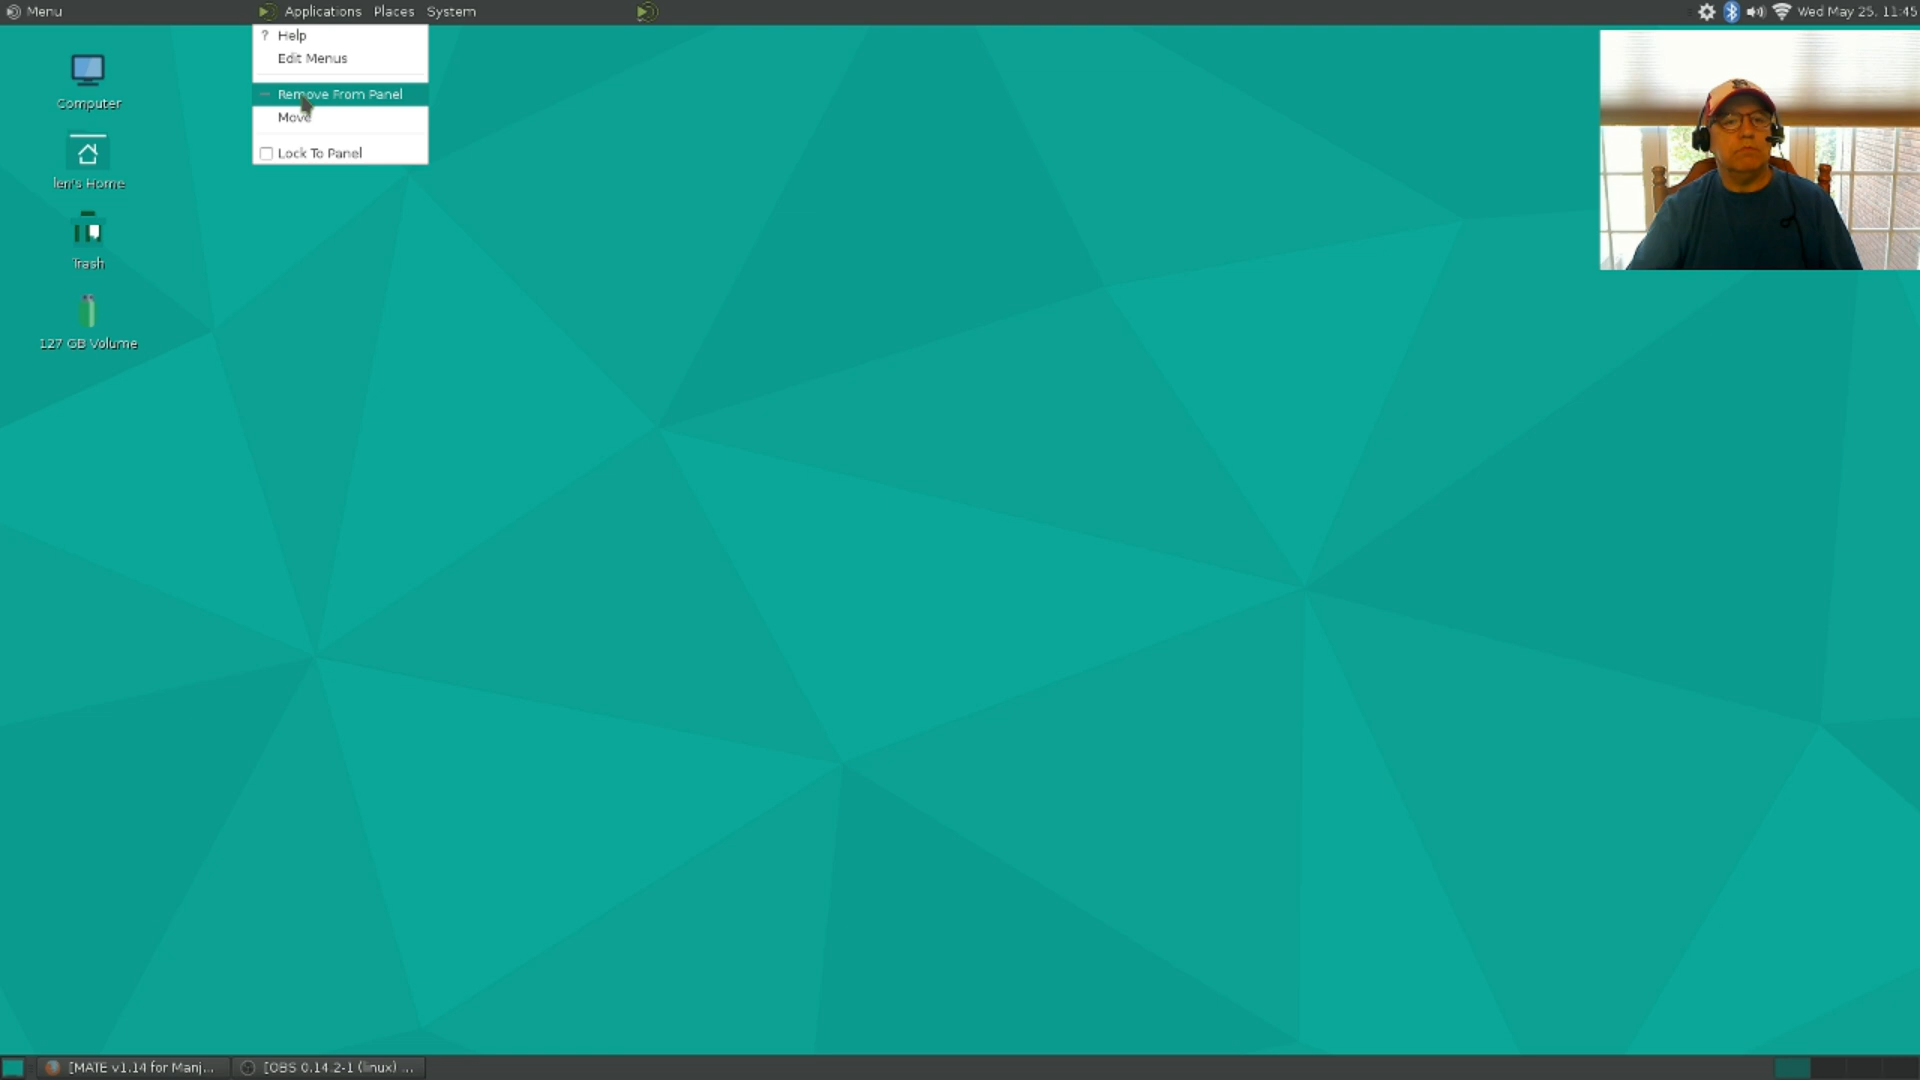 Menu
Applications Places System
Wed May 25, 11:45
? Help
Edit Menus
Remove From Panel
Move
Lock To Panel
Computer
len's Home
Trash
127 GB Volume
[MATE v1.14 for Manj...
[OBS 0.14.2-1 (linux) ...